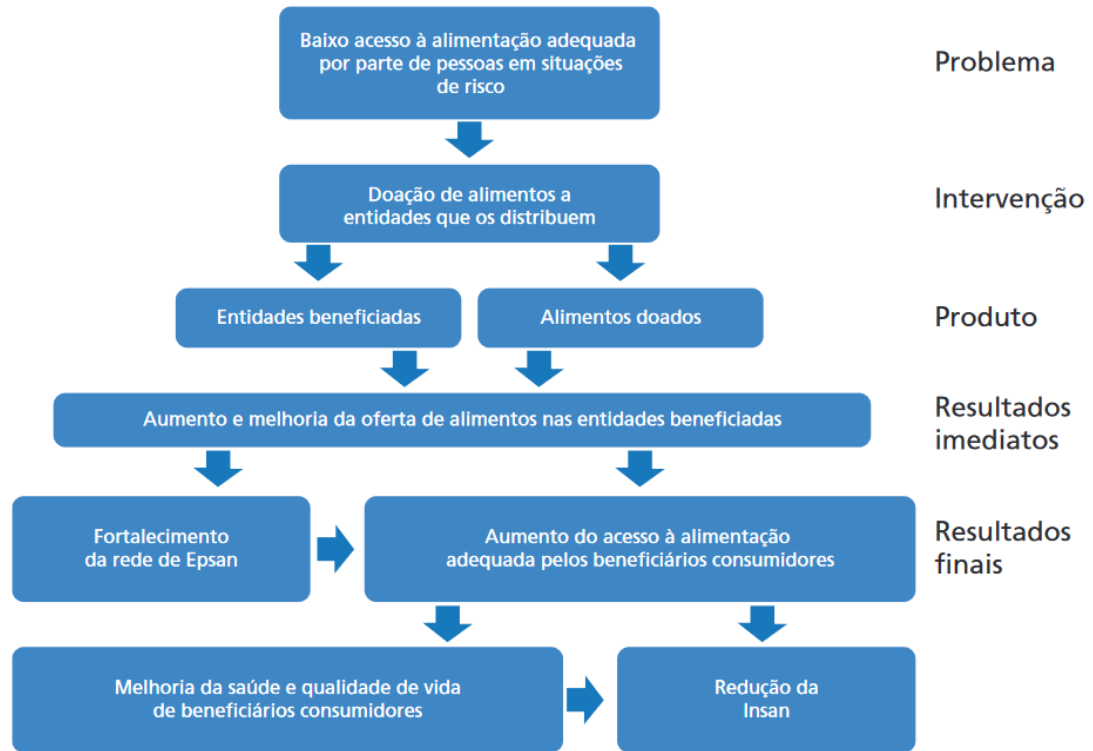 Baixo acesso à alimentação adequada
por parte de pessoas em situações
de risco
Problema
Doação de alimentos a
entidades que os distribuem
Intervenção
Entidades beneficiadas
Alimentos doados
Produto
Aumento e melhoria da oferta de alimentos nas entidades beneficiadas
Resultados
imediatos
Fortalecimento
da rede de Epsan
Aumento do acesso à alimentação
adequada pelos beneficiários consumidores
Resultados
finais
Melhoria da saúde e qualidade de vida
de beneficiários consumidores
Redução da
Insan